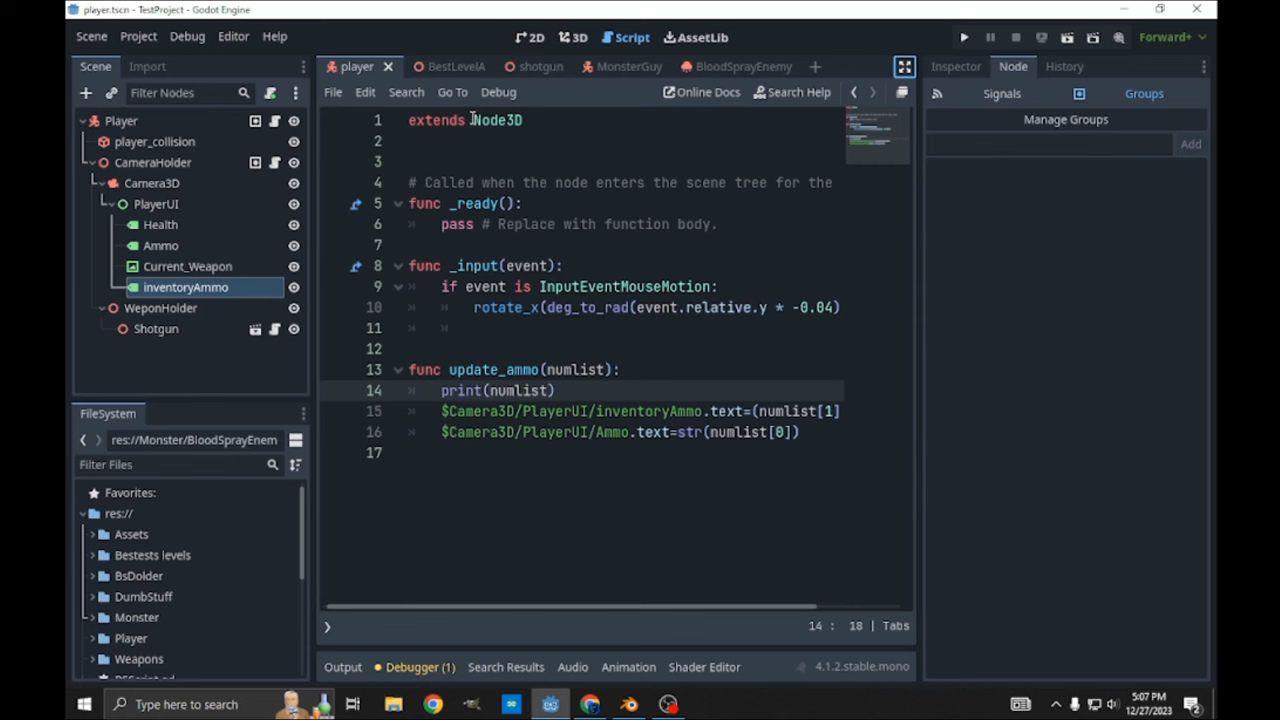 player.tscn - TestProject - Godot Engine
Scene Project Debug Editor Help
2D 3D Script AssetLib
Forward+
Scene Import
Filter Nodes
Player
player_collision
CameraHolder
Camera3D
PlayerUI
Health
Ammo
Current_Weapon
inventoryAmmo
WeponHolder
Shotgun
FileSystem
res://Monster/BloodSprayEnem
Filter Files
Favorites:
res://
Assets
Bestests levels
BsDolder
DumbStuff
Monster
Player
Weapons
player BestLevelA shotgun MonsterGuy BloodSprayEnemy
File Edit Search Go To Debug Online Docs Search Help
1 extends Node3D
2
3
4 # Called when the node enters the scene tree for the
5 func _ready():
6 pass # Replace with function body.
7
8 func _input(event):
9 if event is InputEventMouseMotion:
10 rotate_x(deg_to_rad(event.relative.y * -0.04)
11
12
13 func update_ammo(numlist):
14 print(numlist)
15 $Camera3D/PlayerUI/inventoryAmmo.text=(numlist[1]
16 $Camera3D/PlayerUI/Ammo.text=str(numlist[0])
17
14 : 18 | Tabs
Output Debugger (1) Search Results Audio Animation Shader Editor 4.1.2.stable.mono
Inspector Node History
Signals Groups
Manage Groups
Add
Type here to search
5:07 PM
12/27/2023
2